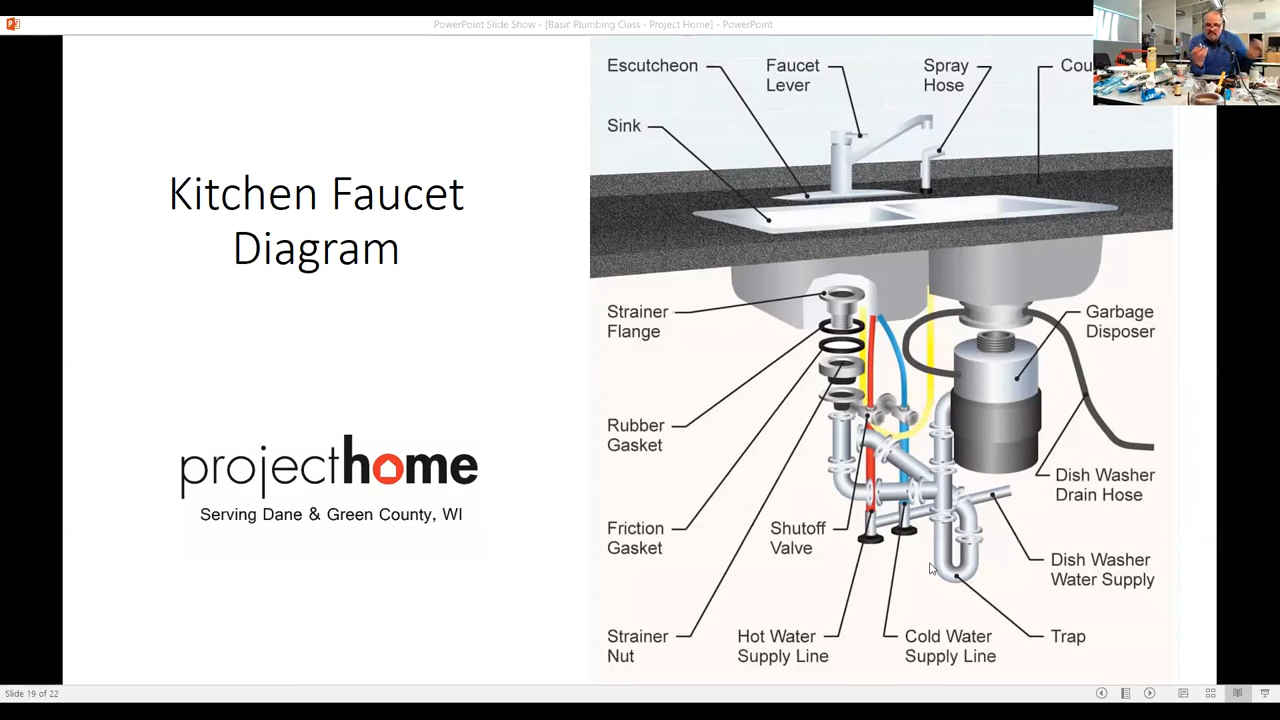 PowerPoint Slide Show - [Basic Plumbing Class - Project Home] - PowerPoint
Kitchen Faucet
Diagram
projecthome
Serving Dane & Green County, WI
Escutcheon
Faucet
Lever
Spray
Hose
Cou
Sink
Strainer
Flange
Garbage
Disposer
Rubber
Gasket
Dish Washer
Drain Hose
Friction
Gasket
Shutoff
Valve
Dish Washer
Water Supply
Strainer
Nut
Hot Water
Supply Line
Cold Water
Supply Line
Trap
Slide 19 of 22